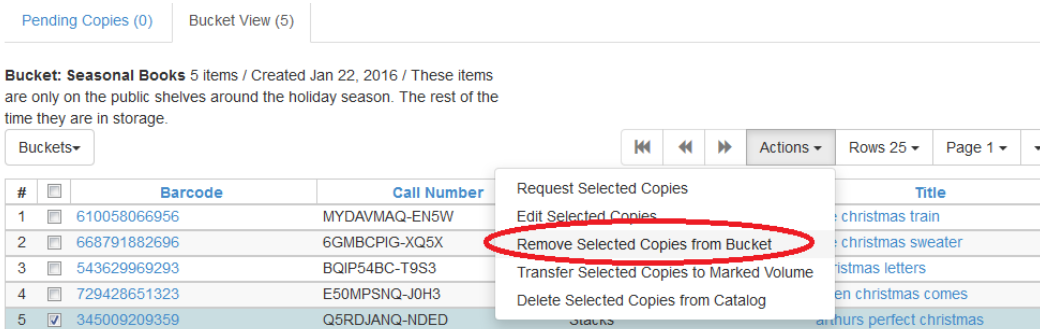 Pending Copies (0) Bucket View (5)
Bucket: Seasonal Books 5 items / Created Jan 22, 2016 / These items
are only on the public shelves around the holiday season. The rest of the
time they are in storage.
Buckets Actions Rows 25 Page 1
# Barcode Call Number Title
Request Selected Copies
Edit Selected Copies
Remove Selected Copies from Bucket
Transfer Selected Copies to Marked Volume
Delete Selected Copies from Catalog
1 610058066956 MYDAVMAQ-EN5W christmas train
2 668791882696 6GMBCPIG-XQ5X christmas sweater
3 543629969293 BQIP54BC-T9S3 letters
4 729428651323 E50MPSNQ-J0H3 christmas comes
5 345009209359 Q5RDJANQ-NDED Stacks arthurs perfect christmas